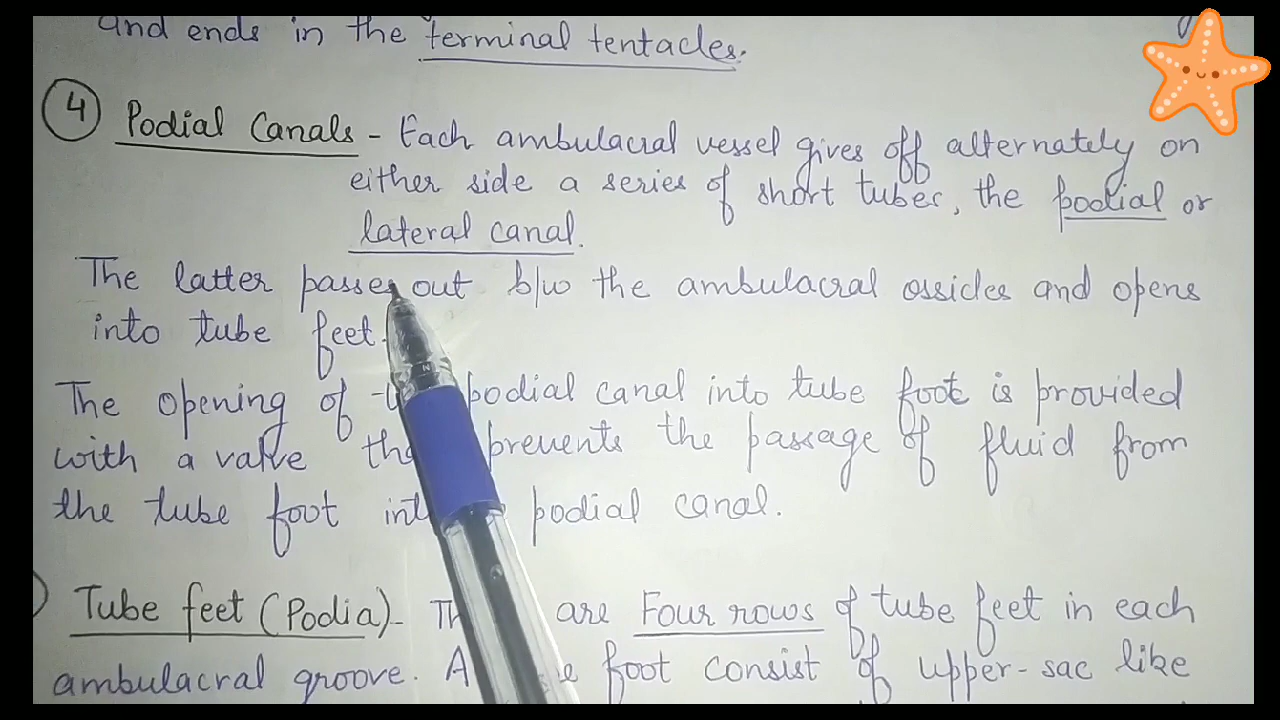 and ends in the terminal tentacles.
4 Podial Canals - Each ambulacral vessel gives off alternately on
either side a series of short tubes, the podial or
lateral canal.
The latter passes out b/w the ambulacral ossicles and opens
into tube feet.
The opening of podial canal into tube foot is provided
with a valve prevents the passage of fluid from
the tube foot podial canal.
Tube feet (Podia) - are Four rows of tube feet in each
ambulacral groove. foot consist of upper-sac like